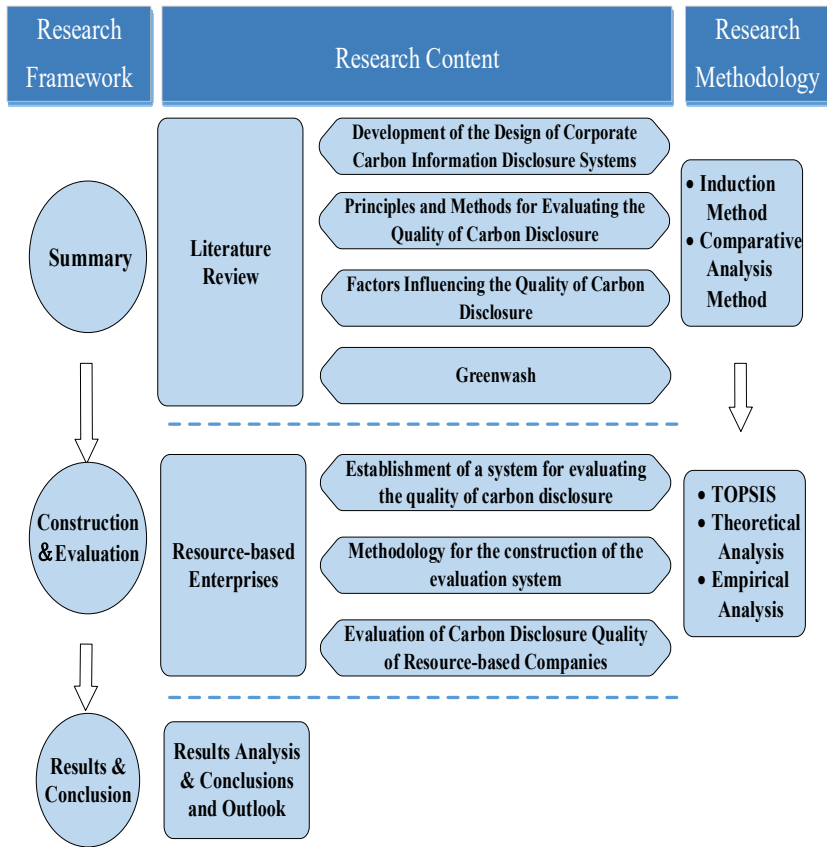 Research
Framework
Research Content
Research
Methodology
Summary
Literature
Review
Development of the Design of Corporate
Carbon Information Disclosure Systems
Principles and Methods for Evaluating the
Quality of Carbon Disclosure
Factors Influencing the Quality of Carbon
Disclosure
Greenwash
• Induction
Method
• Comparative
Analysis
Method
Construction
&Evaluation
Resource-based
Enterprises
Establishment of a system for evaluating
the quality of carbon disclosure
Methodology for the construction of the
evaluation system
Evaluation of Carbon Disclosure Quality
of Resource-based Companies
• TOPSIS
• Theoretical
Analysis
• Empirical
Analysis
Results &
Conclusion
Results Analysis
& Conclusions
and Outlook